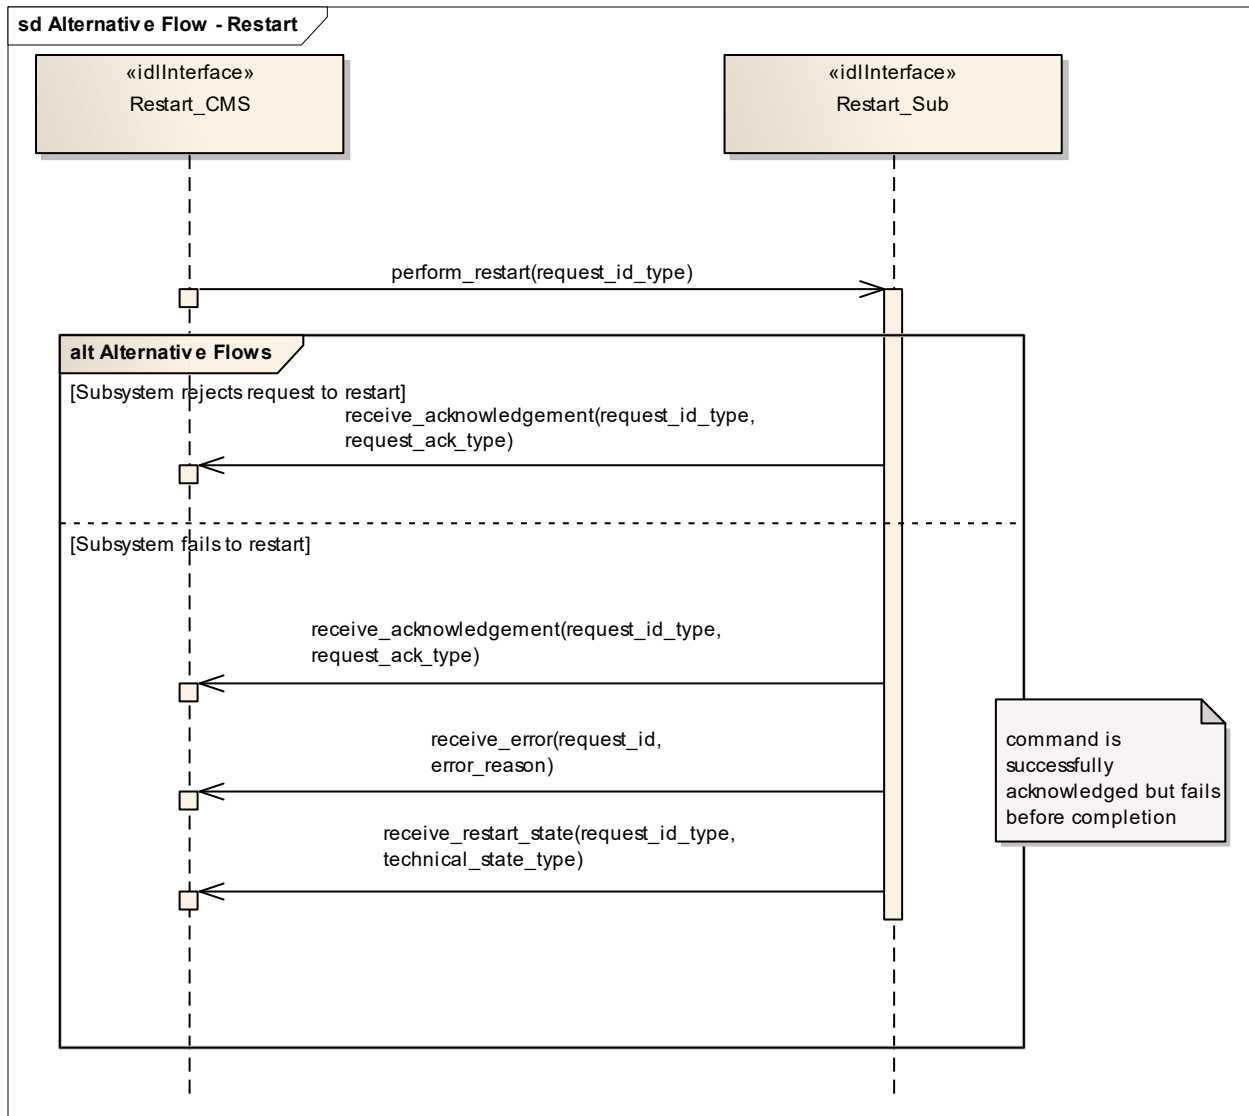 sd Alternative Flow - Restart
«idlInterface»
Restart_CMS
«idlInterface»
Restart_Sub
perform_restart(request_id_type)
alt Alternative Flows
[Subsystem rejects request to restart]
receive_acknowledgement(request_id_type,
request_ack_type)
[Subsystem fails to restart]
receive_acknowledgement(request_id_type,
request_ack_type)
receive_error(request_id,
error_reason)
receive_restart_state(request_id_type,
technical_state_type)
command is
successfully
acknowledged but fails
before completion